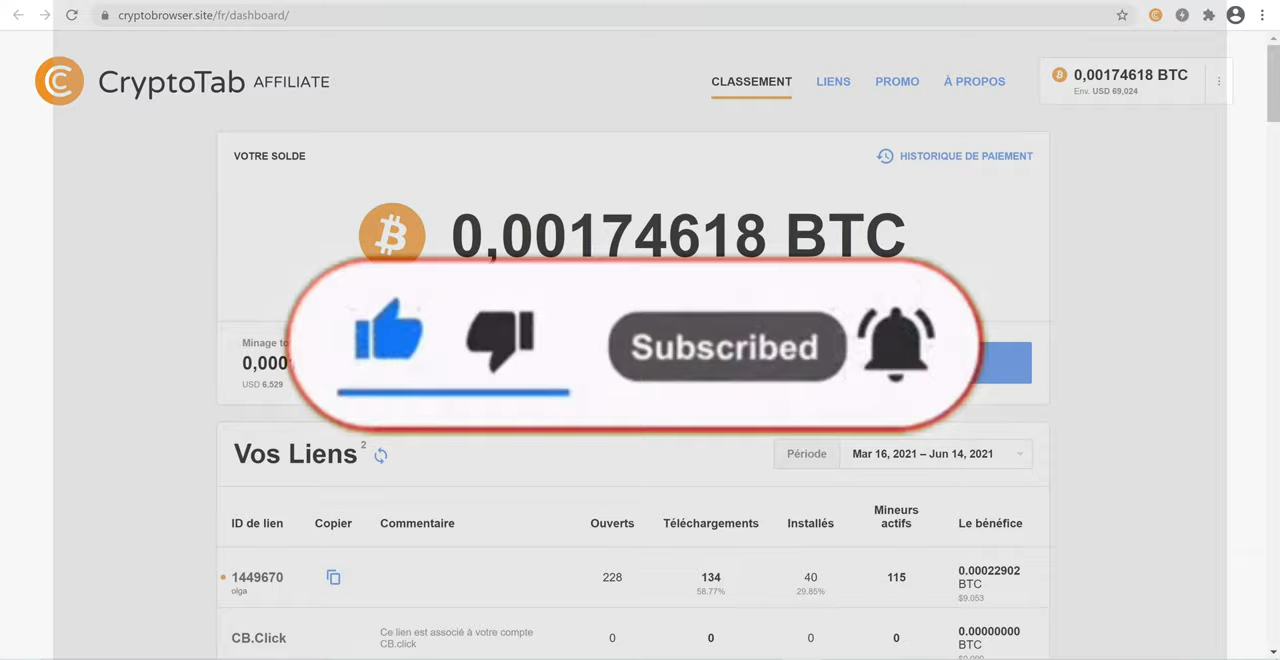 cryptobrowser.site/fr/dashboard/
CryptoTab AFFILIATE
CLASSEMENT
LIENS
PROMO
À PROPOS
0,00174618 BTC
Env. USD 69,024
VOTRE SOLDE
HISTORIQUE DE PAIEMENT
0,00174618 BTC
Subscribed
Minage to
0,000
USD 6.529
Vos Liens 2
Période
Mar 16, 2021 – Jun 14, 2021
ID de lien
Copier
Commentaire
Ouverts
Téléchargements
Installés
Mineurs
actifs
Le bénéfice
1449670
olga
228
134
58.77%
40
29.85%
115
0.00022902
BTC
$9.053
CB.Click
Ce lien est associé à votre compte
CB.click
0
0
0
0
0.00000000
BTC